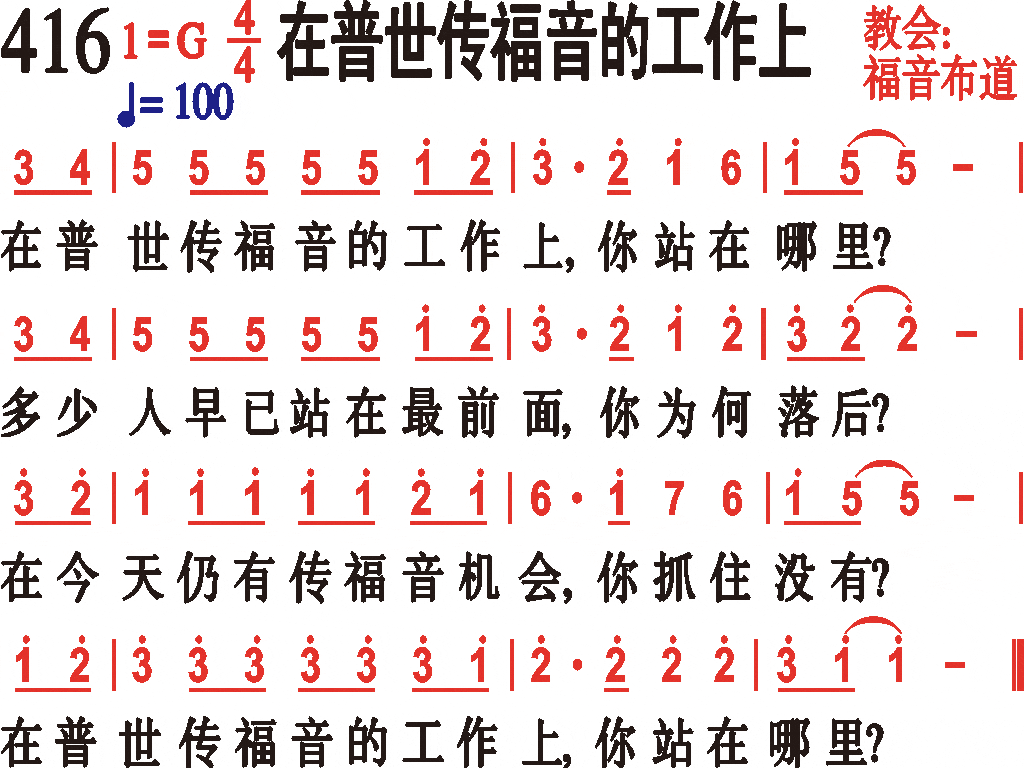 416 1=G 4/4 在普世传福音的工作上 教会:
♩=100 福音布道
3 4 | 5 5 5 5 5 1̇ 2̇ | 3̇ · 2̇ 1̇ 6 | 1̇ 5 5 – |
在普 世传福音的工作上,你站在哪里?
3 4 | 5 5 5 5 5 1̇ 2̇ | 3̇ · 2̇ 1̇ 2̇ | 3̇ 2̇ 2̇ – |
多少 人早已站在最前面,你为何落后?
3̇ 2̇ | 1̇ 1̇ 1̇ 1̇ 1̇ 2̇ 1̇ | 6 · 1̇ 7 6 | 1̇ 5 5 – |
在今 天仍有传福音机会,你抓住没有?
1̇ 2̇ | 3̇ 3̇ 3̇ 3̇ 3̇ 3̇ 1̇ | 2̇ · 2̇ 2̇ 2̇ | 3̇ 1̇ 1̇ – ‖
在普 世传福音的工作上,你站在哪里?